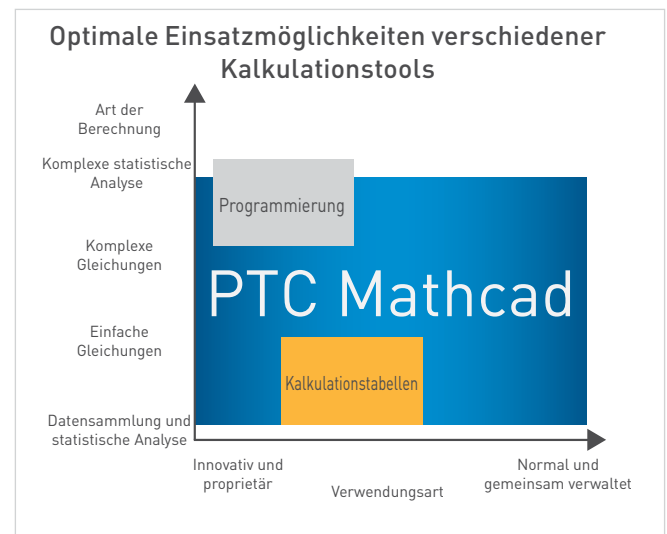 Optimale Einsatzmöglichkeiten verschiedener
Kalkulationstools
Art der
Berechnung
Komplexe statistische
Analyse
Programmierung
Komplexe
Gleichungen
PTC Mathcad
Einfache
Gleichungen
Kalkulationstabellen
Datensammlung und
statistische Analyse
Innovativ und
proprietär
Verwendungsart
Normal und
gemeinsam verwaltet